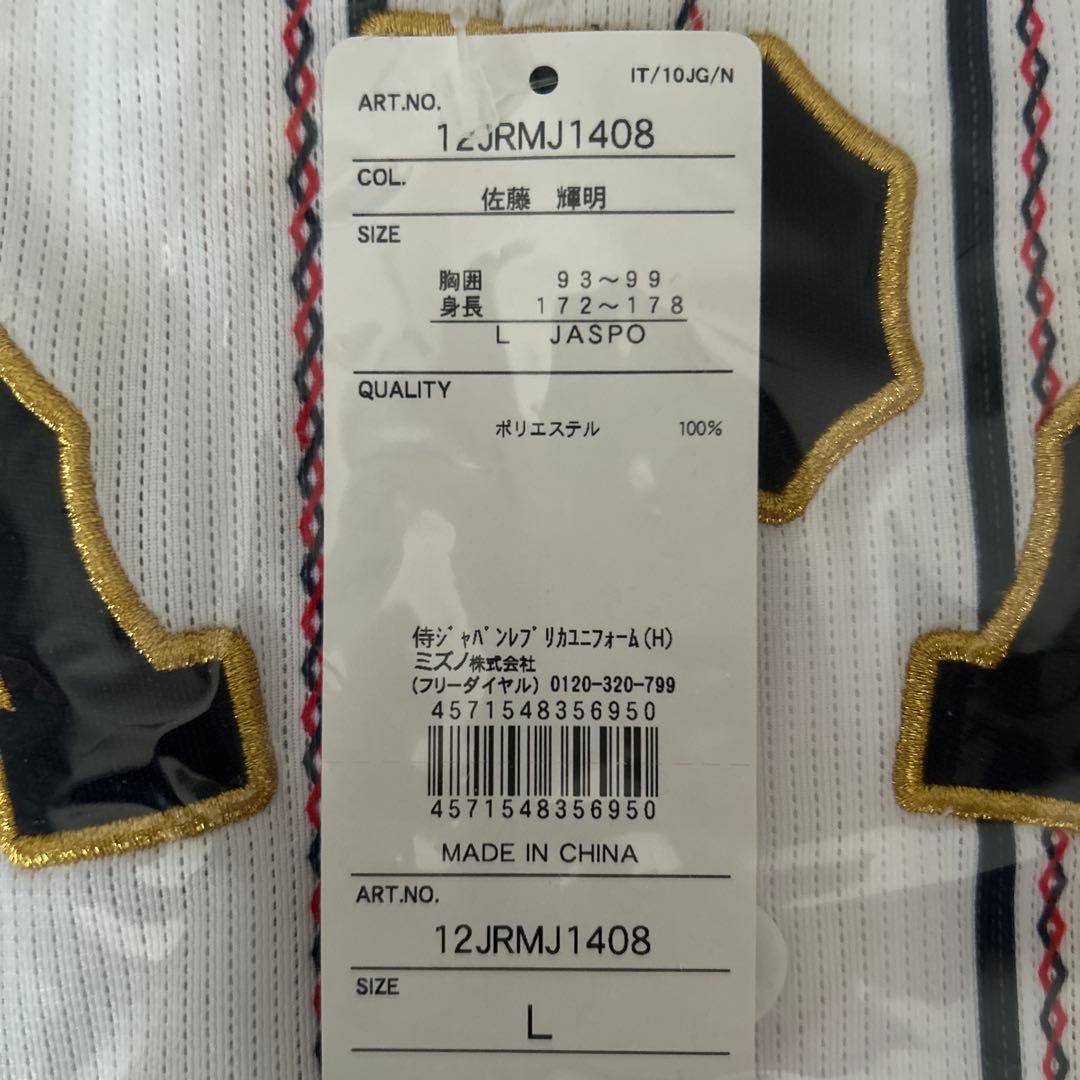 IT/10JG/N
ART.NO.
12JRMJ1408
COL.
佐藤　輝明
SIZE
胸囲 93～99
身長 172～178
L JASPO
QUALITY
ポリエステル 100%
侍ｼﾞｬﾊﾟﾝﾚﾌﾟﾘｶﾕﾆﾌｫｰﾑ(H)
ミズノ株式会社
(フリーダイヤル) 0120-320-799
4571548356950
4571548356950
MADE IN CHINA
ART.NO.
12JRMJ1408
SIZE
L